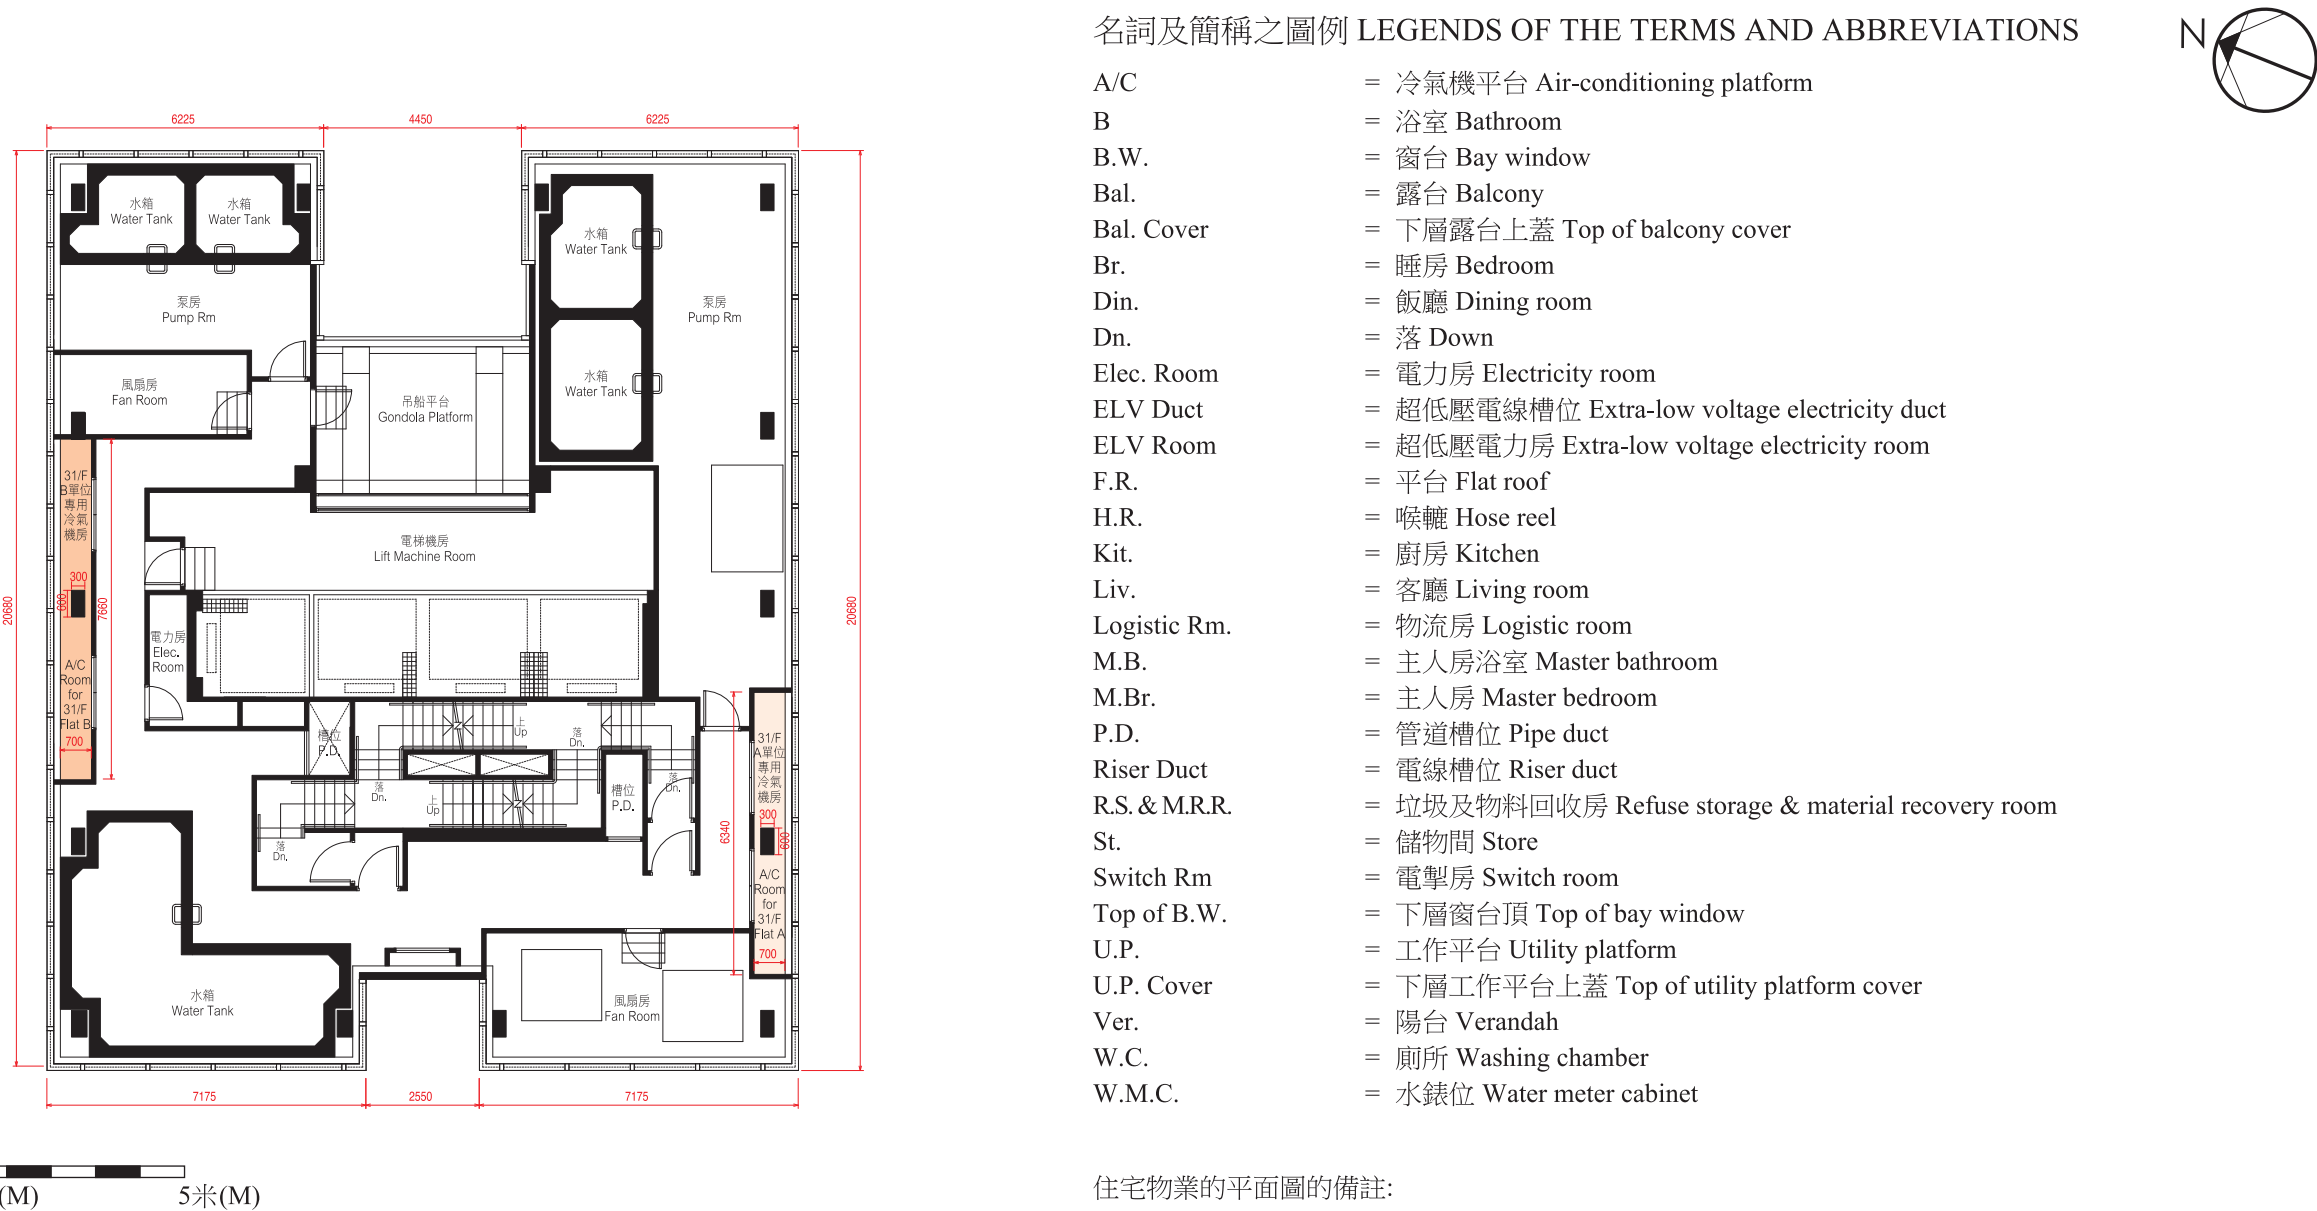 6225
4450
6225
20680
20680
水箱
Water Tank
水箱
Water Tank
水箱
Water Tank
泵房
Pump Rm
泵房
Pump Rm
風扇房
Fan Room
水箱
Water Tank
吊船平台
Gondola Platform
31/F
B單位
專用
冷氣
機房
300
600
7660
A/C
Room
for
31/F
Flat B
700
電梯機房
Lift Machine Room
電力房
Elec.
Room
槽位
P.D.
上
Up
落
Dn.
落
Dn.
上
Up
槽位
P.D.
落
Dn.
落
Dn.
31/F
A單位
專用
冷氣
機房
300
600
6340
A/C
Room
for
31/F
Flat A
700
水箱
Water Tank
風扇房
Fan Room
7175
2550
7175
(M)
5米(M)
名詞及簡稱之圖例 LEGENDS OF THE TERMS AND ABBREVIATIONS
N
A/C = 冷氣機平台 Air-conditioning platform
B = 浴室 Bathroom
B.W. = 窗台 Bay window
Bal. = 露台 Balcony
Bal. Cover = 下層露台上蓋 Top of balcony cover
Br. = 睡房 Bedroom
Din. = 飯廳 Dining room
Dn. = 落 Down
Elec. Room = 電力房 Electricity room
ELV Duct = 超低壓電線槽位 Extra-low voltage electricity duct
ELV Room = 超低壓電力房 Extra-low voltage electricity room
F.R. = 平台 Flat roof
H.R. = 喉轆 Hose reel
Kit. = 廚房 Kitchen
Liv. = 客廳 Living room
Logistic Rm. = 物流房 Logistic room
M.B. = 主人房浴室 Master bathroom
M.Br. = 主人房 Master bedroom
P.D. = 管道槽位 Pipe duct
Riser Duct = 電線槽位 Riser duct
R.S. & M.R.R. = 垃圾及物料回收房 Refuse storage & material recovery room
St. = 儲物間 Store
Switch Rm = 電掣房 Switch room
Top of B.W. = 下層窗台頂 Top of bay window
U.P. = 工作平台 Utility platform
U.P. Cover = 下層工作平台上蓋 Top of utility platform cover
Ver. = 陽台 Verandah
W.C. = 廁所 Washing chamber
W.M.C. = 水錶位 Water meter cabinet
住宅物業的平面圖的備註: